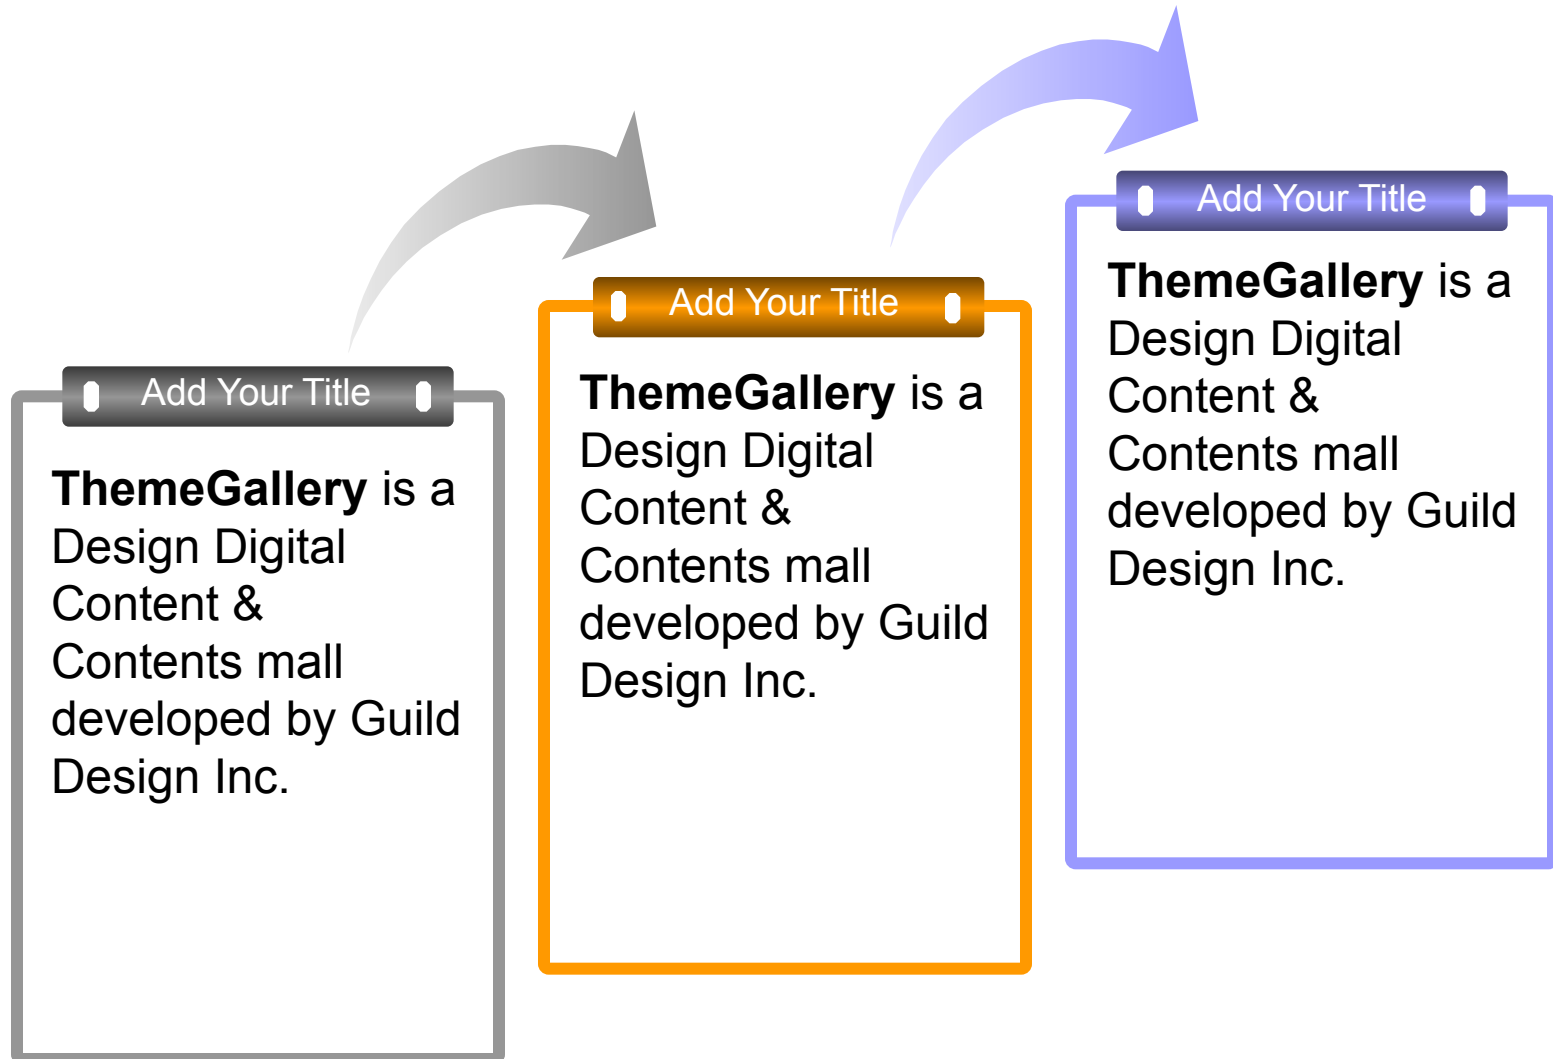 Add Your Title
ThemeGallery is a
Design Digital
Content &
Contents mall
developed by Guild
Design Inc.
Add Your Title
ThemeGallery is a
Design Digital
Content &
Contents mall
developed by Guild
Design Inc.
Add Your Title
ThemeGallery is a
Design Digital
Content &
Contents mall
developed by Guild
Design Inc.